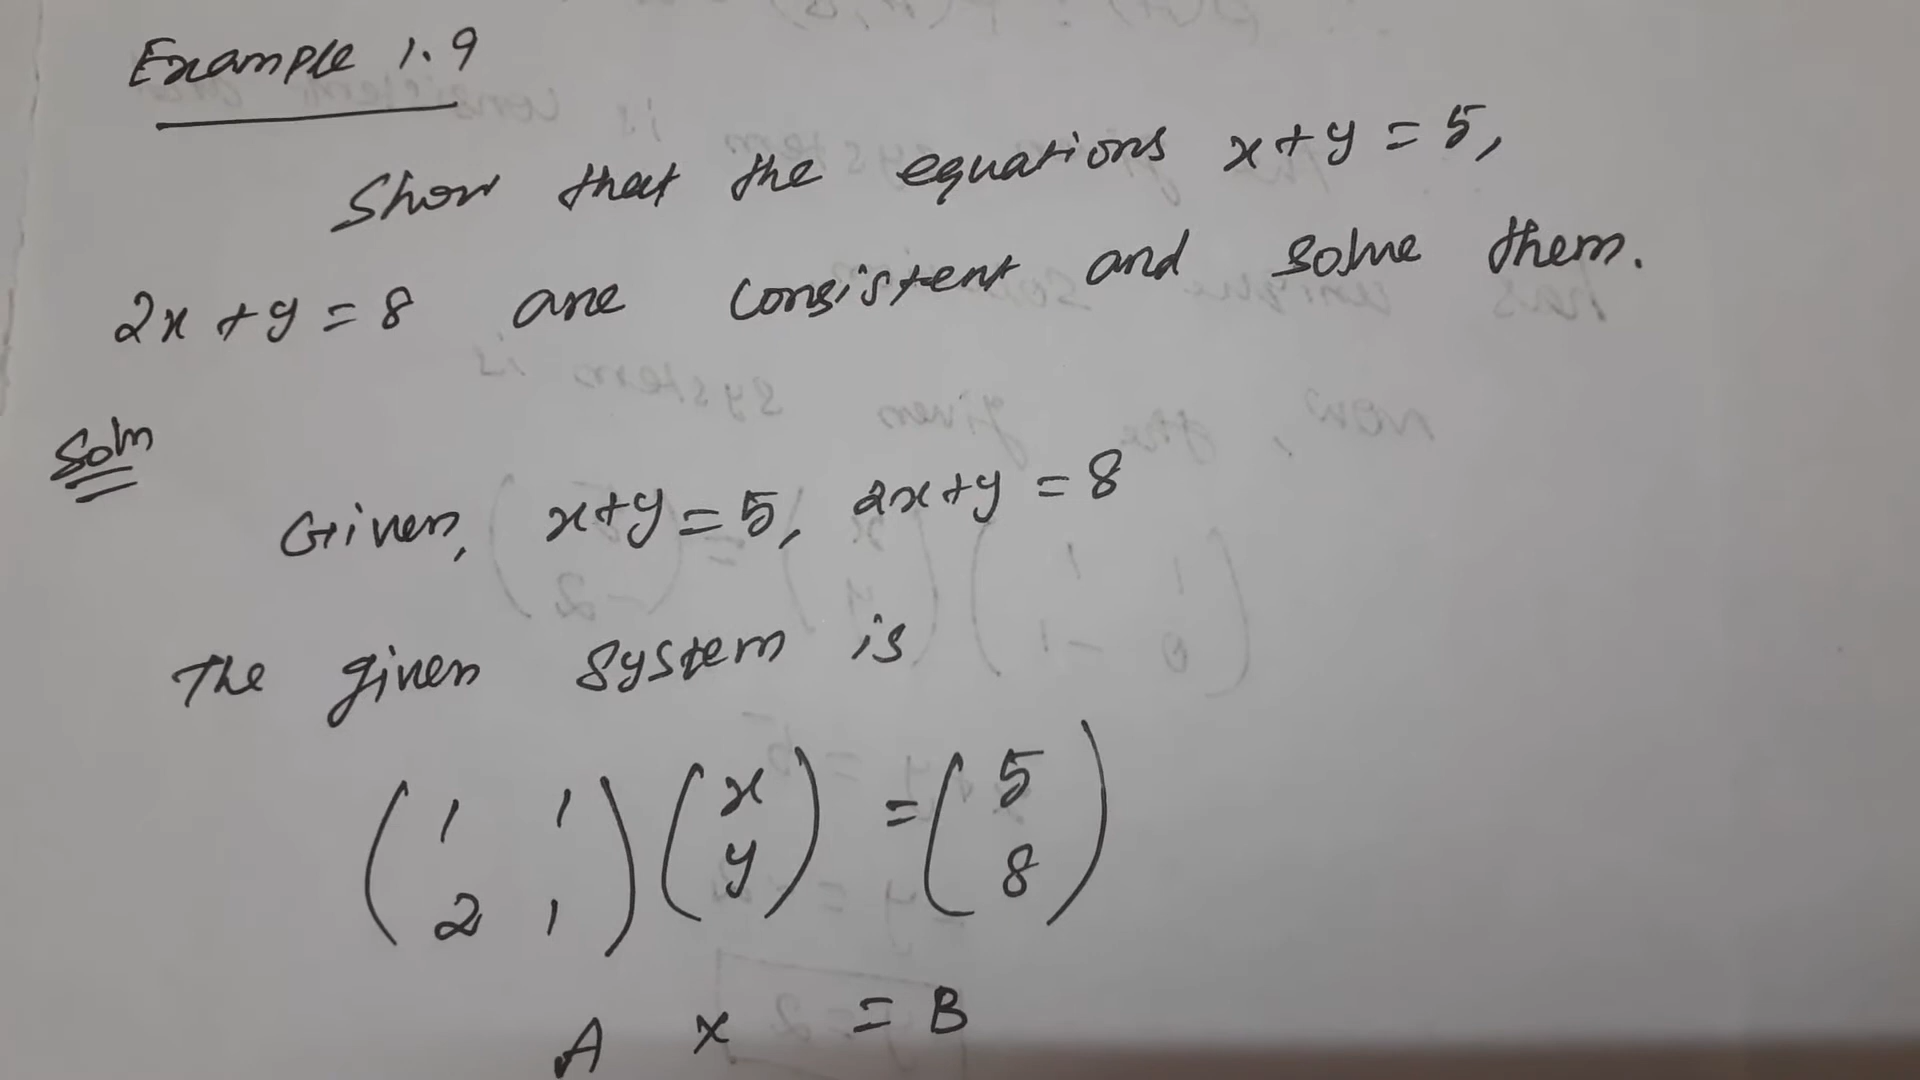 Example 1.9
Show that the equations x+y=5,
2x+y=8 are consistent and solve them.
Soln
Given, x+y=5, 2x+y=8
The given system is
( 1 1 ) ( x ) = ( 5 )
( 2 1 ) ( y ) ( 8 )
A X = B